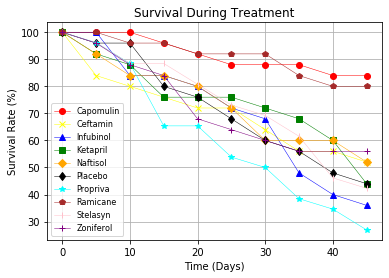 Survival During Treatment
100
90
80
70
60
50
40
30
Survival Rate (%)
Capomulin
Ceftamin
Infubinol
Ketapril
Naftisol
Placebo
Propriva
Ramicane
Stelasyn
Zoniferol
0
10
20
30
40
Time (Days)